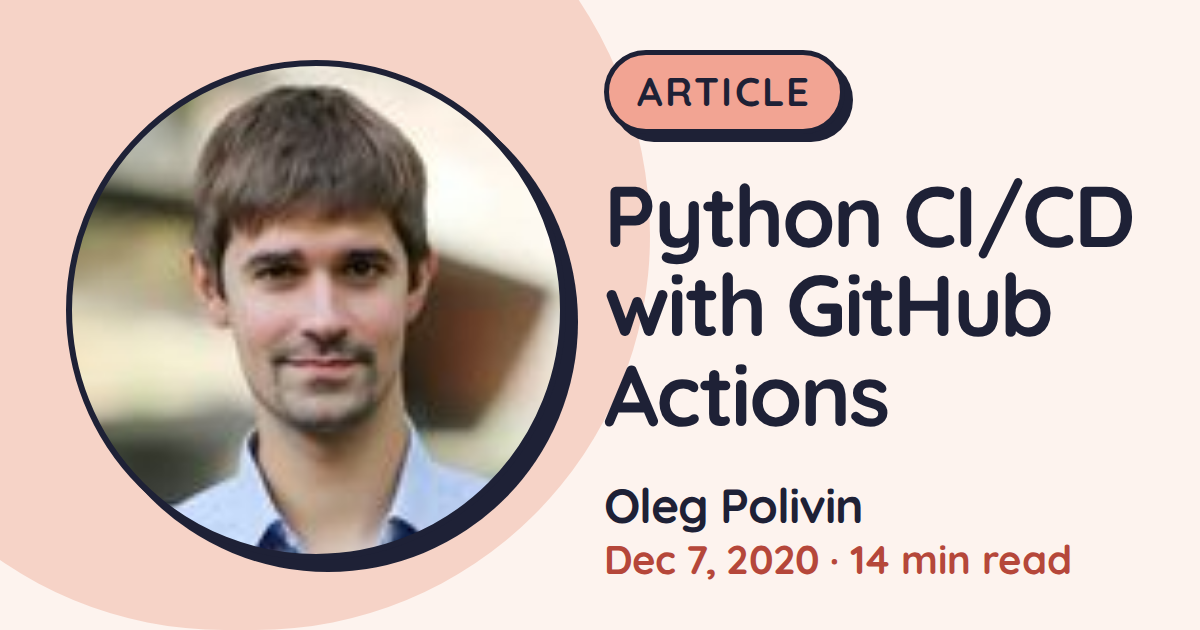 ARTICLE
Python CI/CD
with GitHub
Actions
Oleg Polivin
Dec 7, 2020 · 14 min read